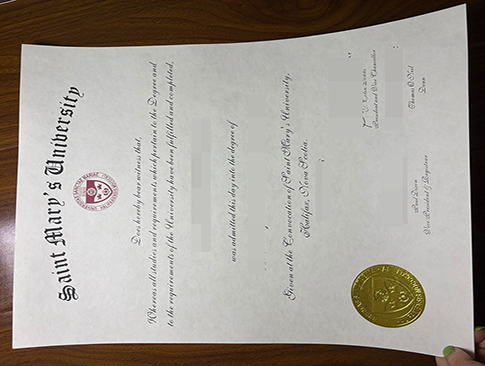 Saint Mary's University
Does hereby bear witness that,
Whereas all studies and requirements which pertain to the Degree and
to the requirements of the University have been fulfilled and completed,
was admitted this day into the degree of
Given at the Convocation of Saint Mary's University,
Halifax, Nova Scotia,
President and Vice Chancellor
Dean
Paul Dixon
Vice President & Registrar